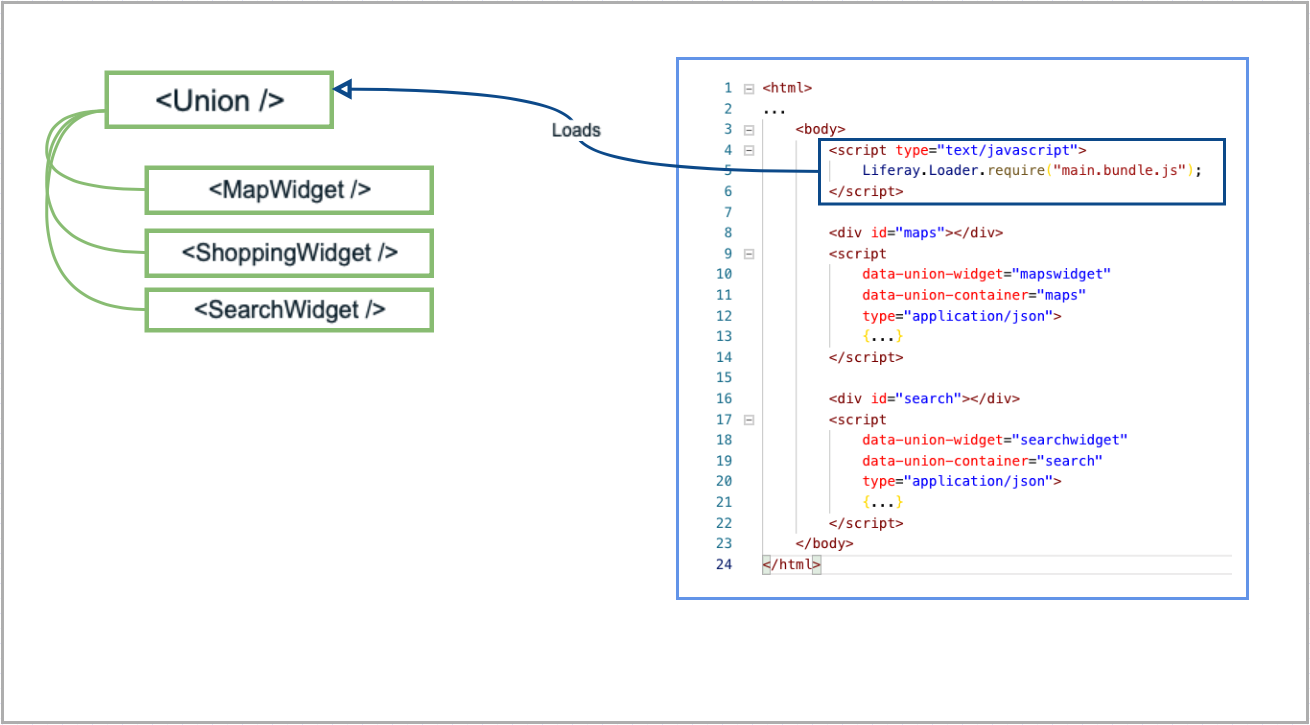 <Union />
<MapWidget />
<ShoppingWidget />
<SearchWidget />
Loads
1 <html>
2 ...
3 <body>
4 <script type="text/javascript">
5 Liferay.Loader.require("main.bundle.js");
6 </script>
7
8 <div id="maps"></div>
9 <script
10 data-union-widget="mapswidget"
11 data-union-container="maps"
12 type="application/json">
13 {...}
14 </script>
15
16 <div id="search"></div>
17 <script
18 data-union-widget="searchwidget"
19 data-union-container="search"
20 type="application/json">
21 {...}
22 </script>
23 </body>
24 </html>